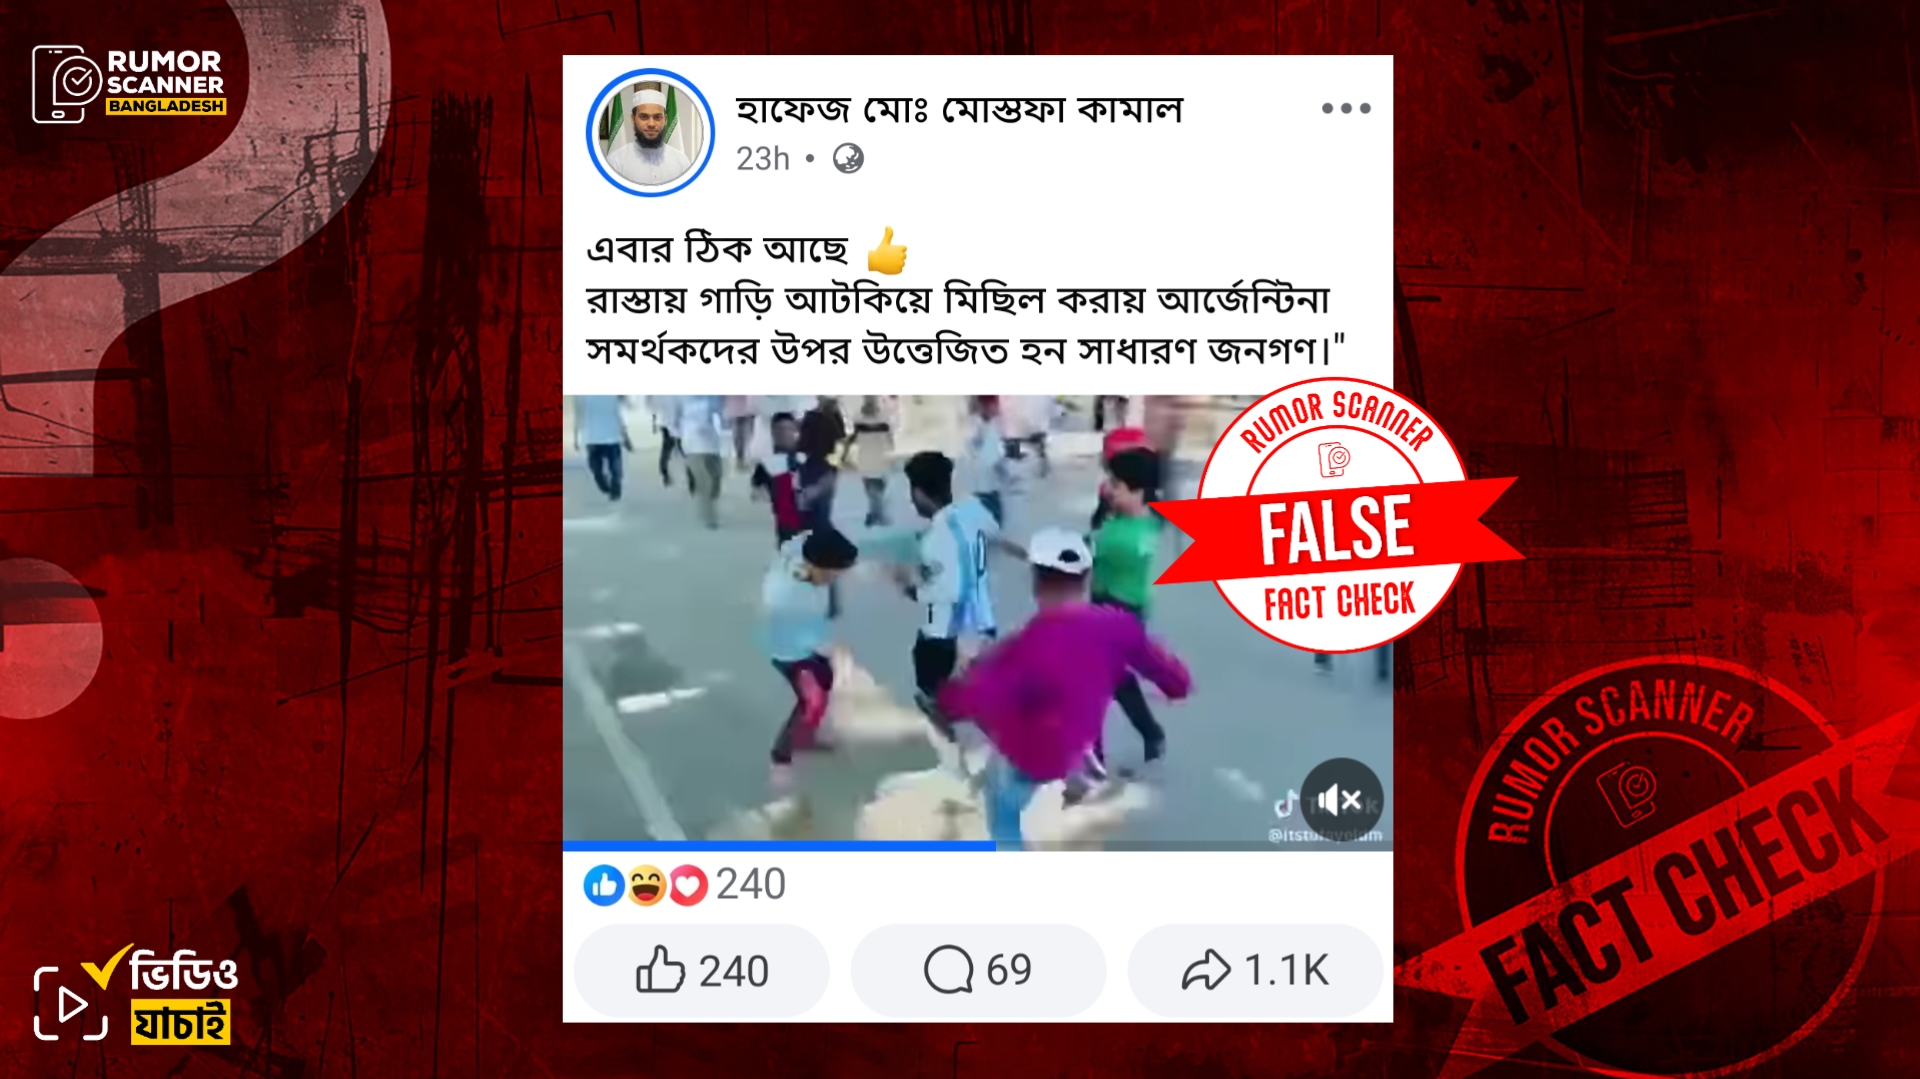 RUMOR
SCANNER
BANGLADESH
হাফেজ মোঃ মোস্তফা কামাল
23h
এবার ঠিক আছে 👍
রাস্তায় গাড়ি আটকিয়ে মিছিল করায় আর্জেন্টিনা
সমর্থকদের উপর উত্তেজিত হন সাধারণ জনগণ।"
RUMOR SCANNER
FALSE
FACT CHECK
240
240
69
1.1K
RUMOR SCANNER
FACT CHECK
ভিডিও
যাচাই